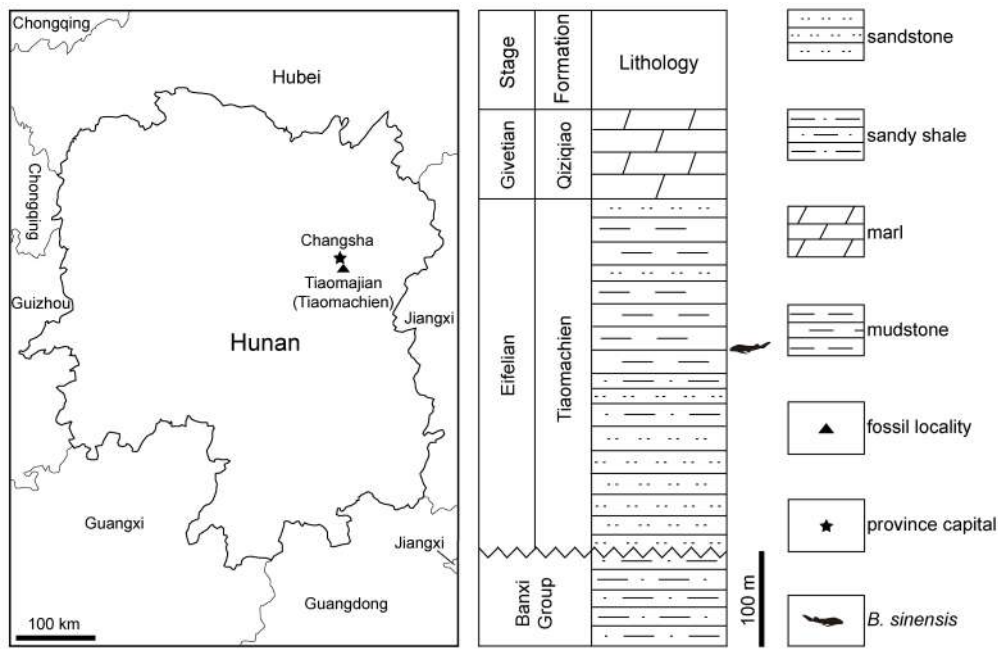 Chongqing
Hubei
Chongqing
Changsha
Tiaomajian
(Tiaomachien)
Guizhou
Jiangxi
Hunan
Guangxi
Jiangxi
Guangdong
100 km
Stage
Formation
Lithology
Givetian
Qiziqiao
Eifelian
Tiaomachien
Banxi
Group
100 m
sandstone
sandy shale
marl
mudstone
fossil locality
province capital
B. sinensis